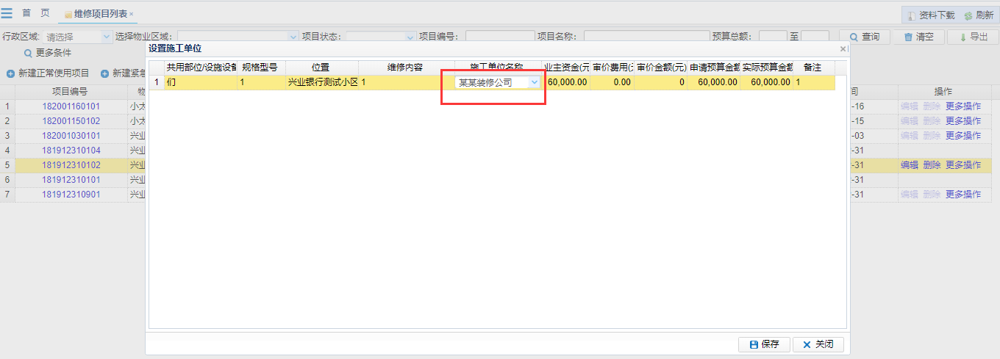 首 页 维修项目列表 × 资料下载 刷新
行政区域: 请选择 选择物业区域: 项目状态: 项目编号: 项目名称: 预算总额: 至 查询 清空 导出
更多条件
新建正常使用项目 新建紧急
项目编号 物 间 操作
1 182001160101 小太 -16 编辑 删除 更多操作
2 182001150102 小太 -15 编辑 删除 更多操作
3 182001030101 兴业 -03 编辑 删除 更多操作
4 181912310104 兴业 -31
5 181912310102 兴业 -31 编辑 删除 更多操作
6 181912310101 兴业 -31
7 181912310901 兴业 -31 编辑 删除 更多操作
设置施工单位 ×
共用部位/设施设备 规格型号 位置 维修内容 施工单位名称 业主资金(元 审价费用(元 审价金额(元) 申请预算金额 实际预算金额 备注
1 们 1 兴业银行测试小区 1 某某装修公司 60,000.00 0.00 0 60,000.00 60,000.00 1
保存 关闭